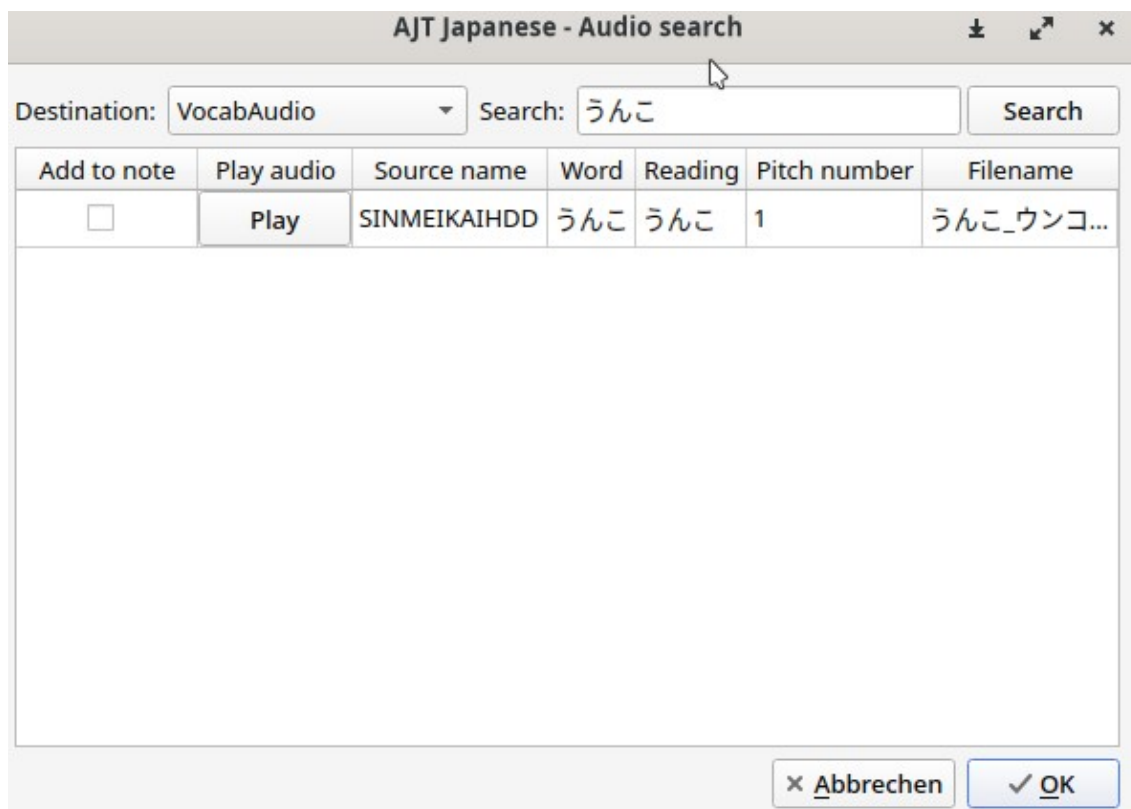 AJT Japanese - Audio search
Destination: VocabAudio Search: うんこ Search
Add to note Play audio Source name Word Reading Pitch number Filename
Play SINMEIKAIHDD うんこ うんこ 1 うんこ_ウンコ...
Abbrechen OK